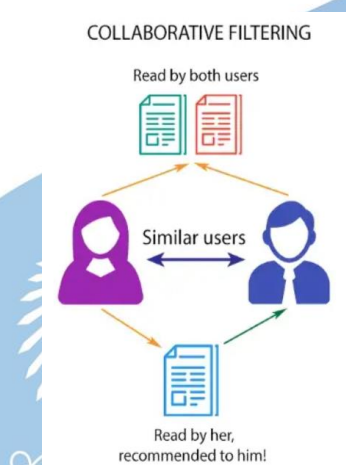 COLLABORATIVE FILTERING
Read by both users
Similar users
Read by her,
recommended to him!